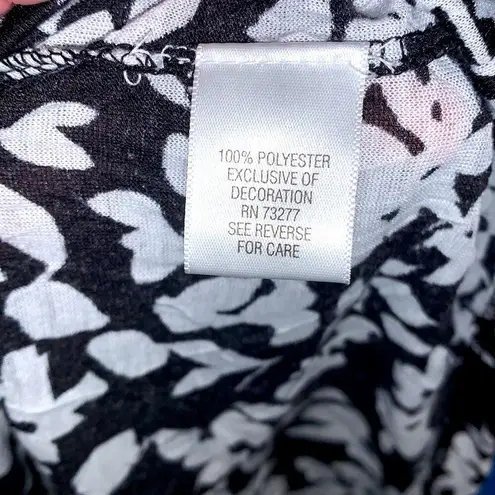 100% POLYESTER
EXCLUSIVE OF
DECORATION
RN 73277
SEE REVERSE
FOR CARE